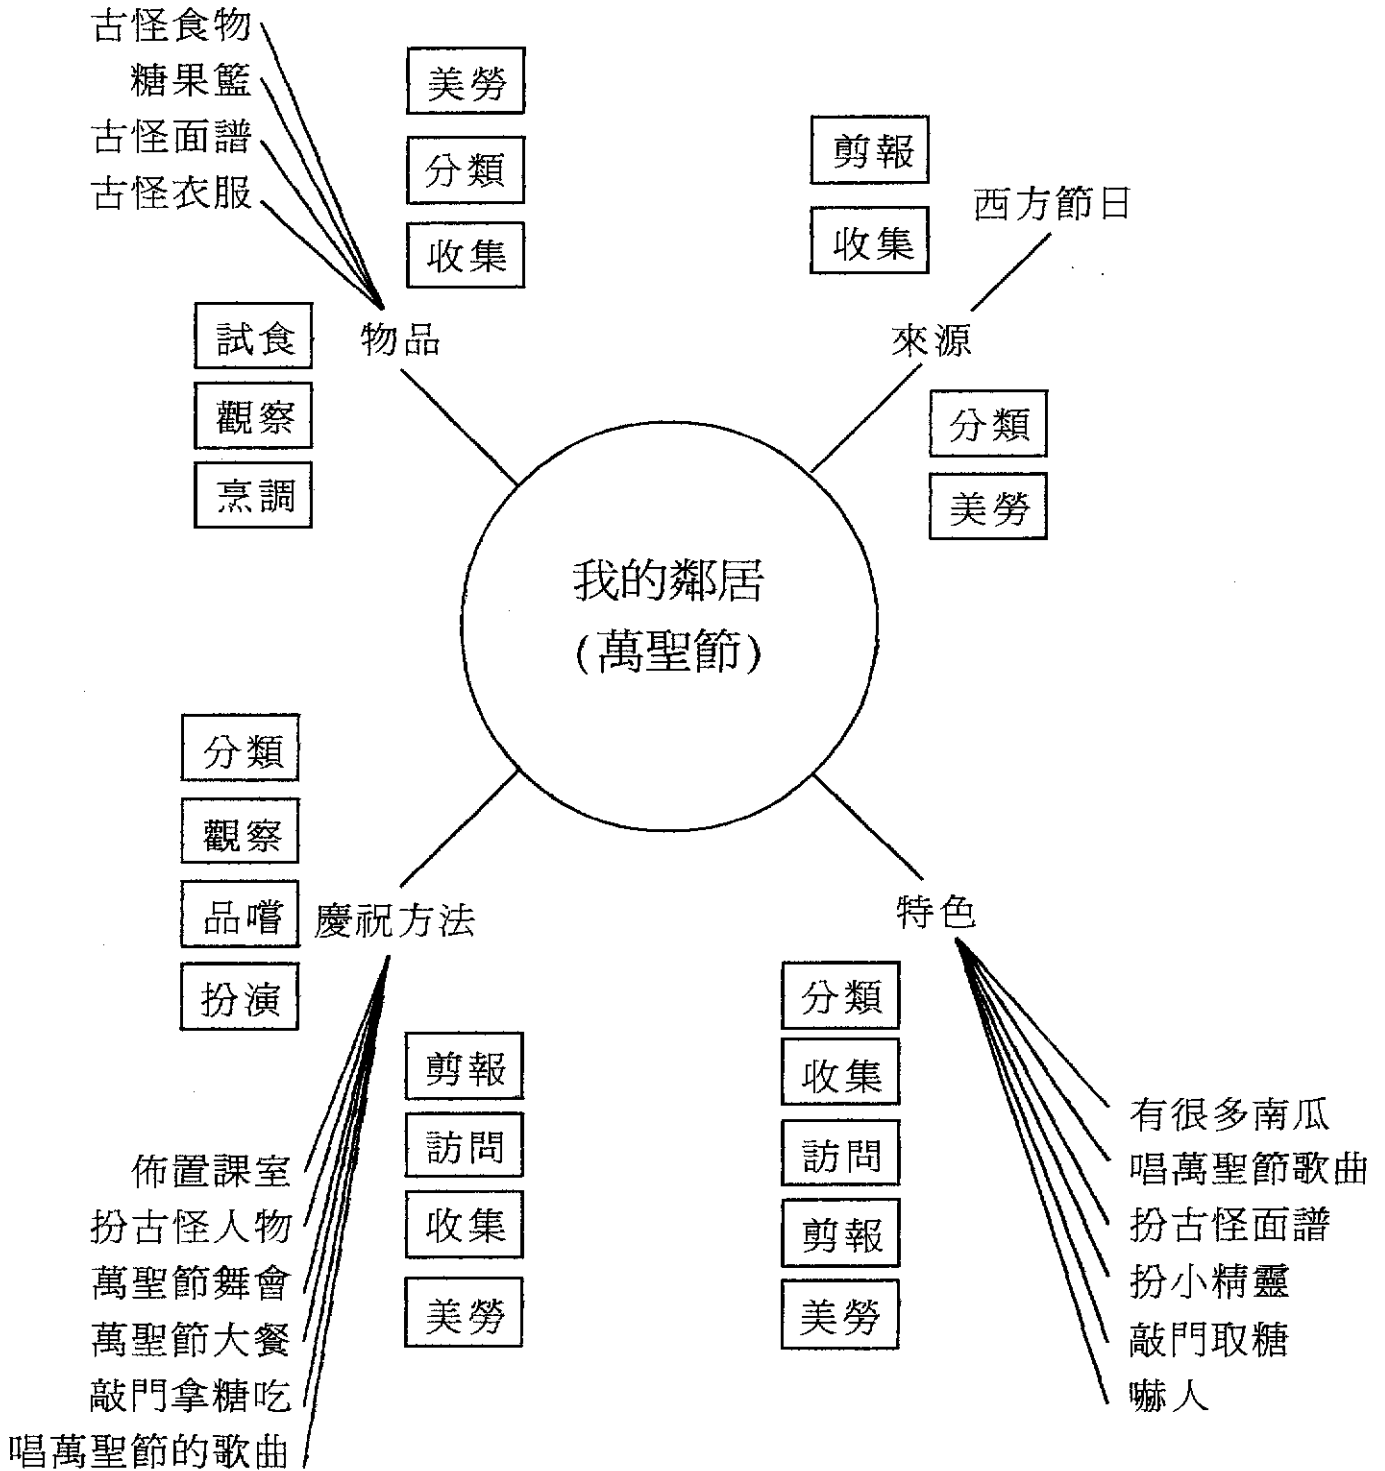 古怪食物
糖果籃
古怪面譜
古怪衣服
美勞
分類
收集
試食
觀察
烹調
物品
剪報
收集
西方節日
來源
分類
美勞
我的鄰居
(萬聖節)
分類
觀察
品嚐
扮演
慶祝方法
剪報
訪問
收集
美勞
佈置課室
扮古怪人物
萬聖節舞會
萬聖節大餐
敲門拿糖吃
唱萬聖節的歌曲
特色
分類
收集
訪問
剪報
美勞
有很多南瓜
唱萬聖節歌曲
扮古怪面譜
扮小精靈
敲門取糖
嚇人